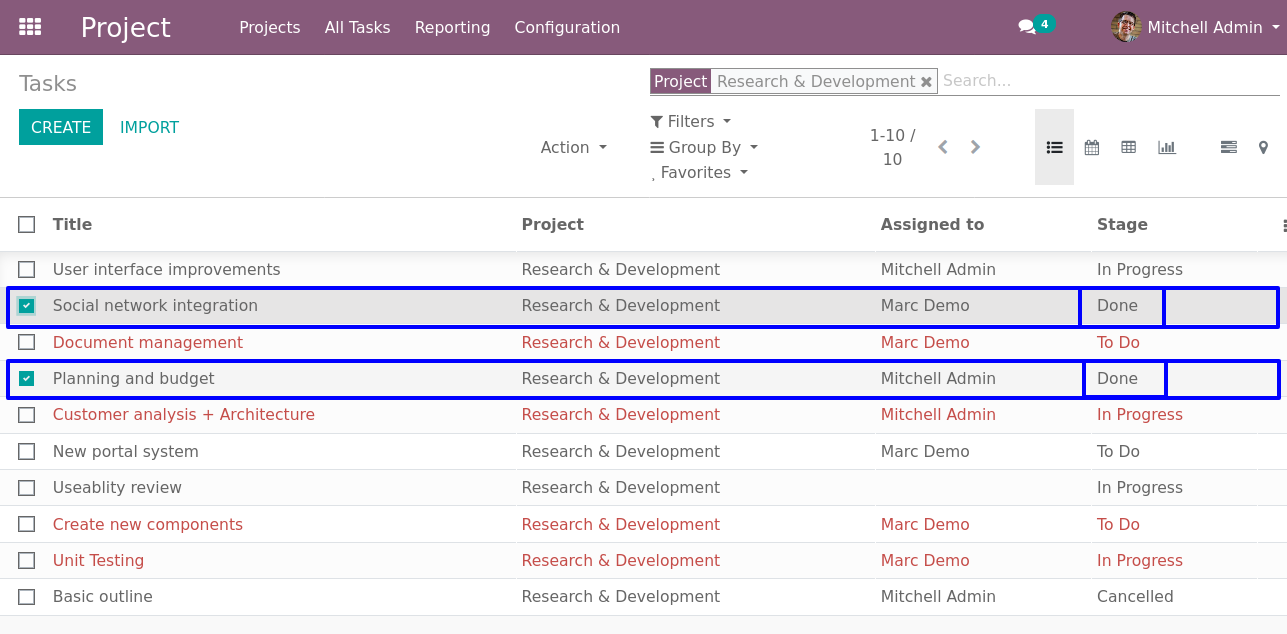 Project Projects All Tasks Reporting Configuration 4 Mitchell Admin
Tasks Project Research & Development Search...
CREATE IMPORT
Action Filters Group By Favorites 1-10 / 10
Title Project Assigned to Stage
User interface improvements Research & Development Mitchell Admin In Progress
Social network integration Research & Development Marc Demo Done
Document management Research & Development Marc Demo To Do
Planning and budget Research & Development Mitchell Admin Done
Customer analysis + Architecture Research & Development Mitchell Admin In Progress
New portal system Research & Development Marc Demo To Do
Useablity review Research & Development In Progress
Create new components Research & Development Marc Demo To Do
Unit Testing Research & Development Marc Demo In Progress
Basic outline Research & Development Mitchell Admin Cancelled